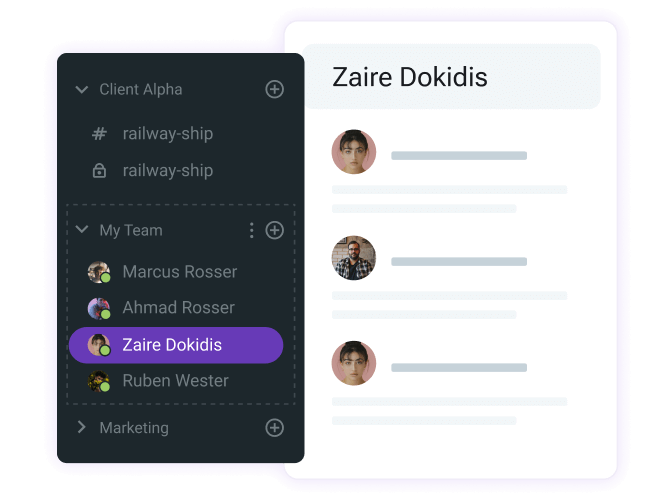 Client Alpha
# railway-ship
railway-ship
My Team
Marcus Rosser
Ahmad Rosser
Zaire Dokidis
Ruben Wester
Marketing
Zaire Dokidis